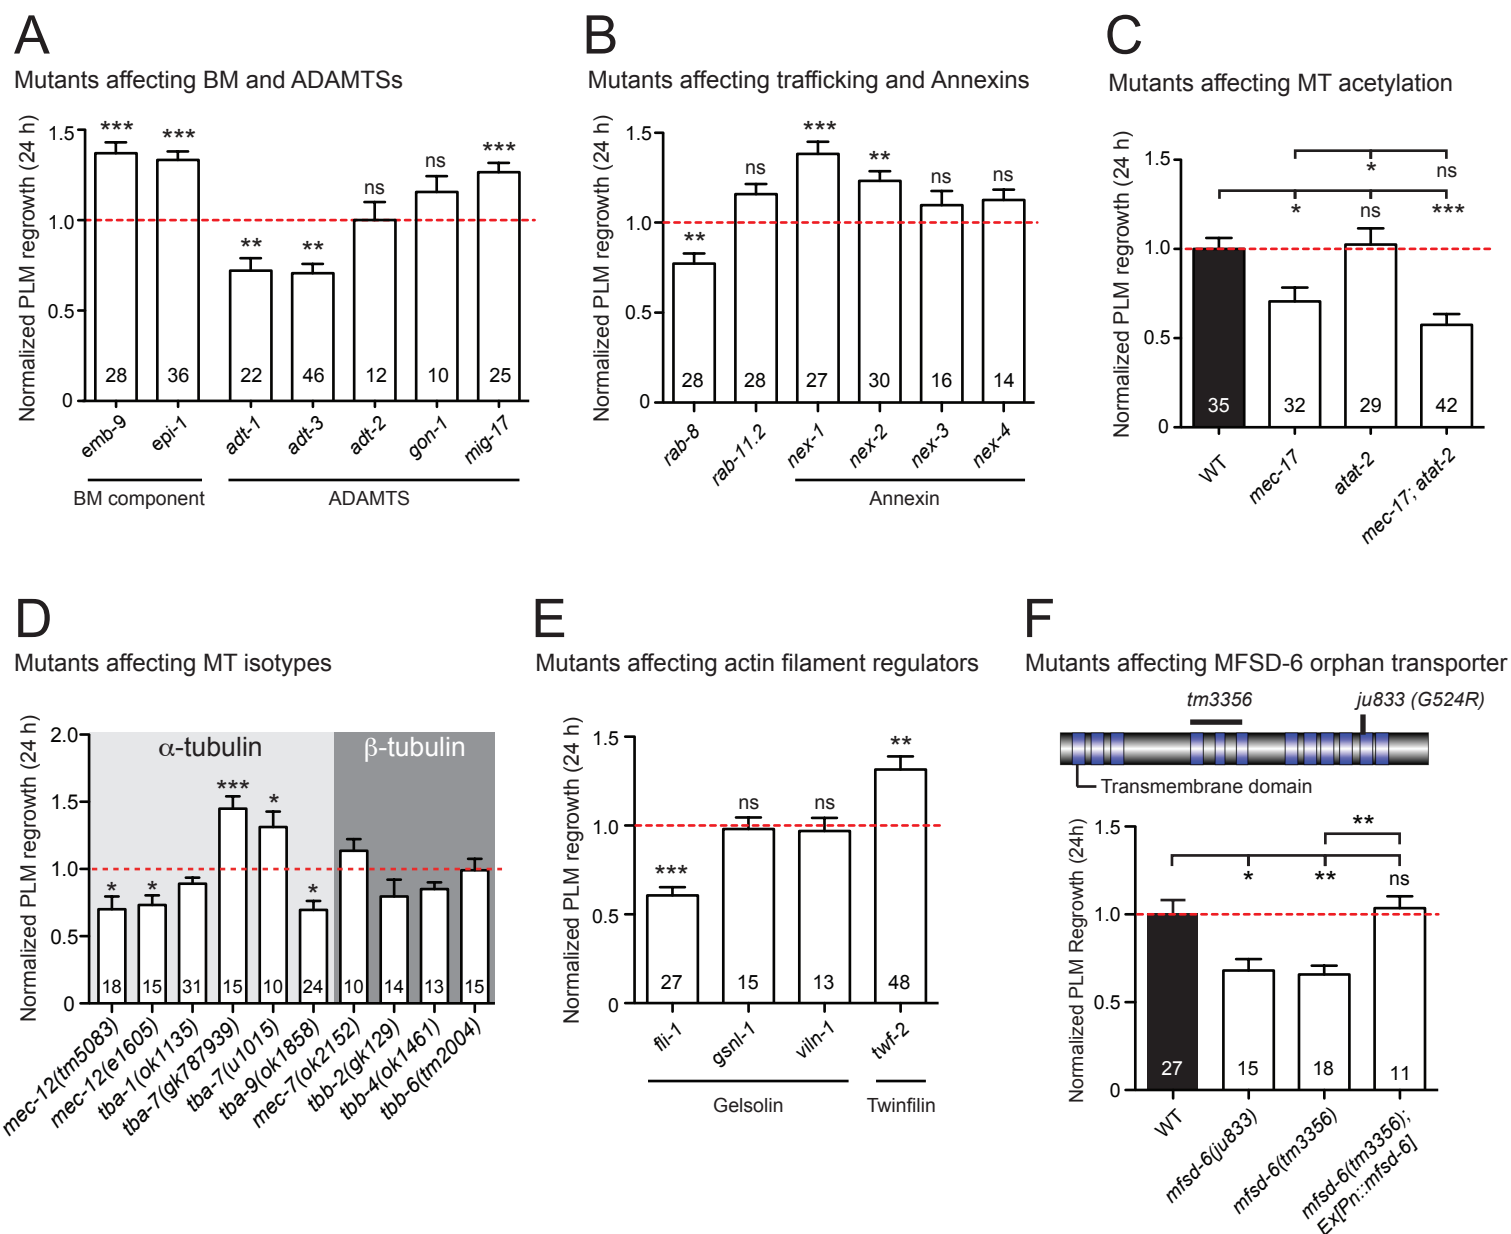 A
Mutants affecting BM and ADAMTSs
Normalized PLM regrowth (24 h)
1.5
1.0
0.5
0
*** *** ** ** ns ns ***
28 36 22 46 12 10 25
emb-9 epi-1 adt-1 adt-3 adt-2 gon-1 mig-17
BM component ADAMTS
B
Mutants affecting trafficking and Annexins
Normalized PLM regrowth (24 h)
1.5
1.0
0.5
0
** ns *** ** ns ns
28 28 27 30 16 14
rab-8 rab-11.2 nex-1 nex-2 nex-3 nex-4
Annexin
C
Mutants affecting MT acetylation
Normalized PLM regrowth (24 h)
1.5
1.0
0.5
0
* ns
* ns ***
35 32 29 42
WT mec-17 atat-2 mec-17; atat-2
D
Mutants affecting MT isotypes
Normalized PLM regrowth (24 h)
2.0
1.5
1.0
0.5
0
α-tubulin β-tubulin
* * *** * *
18 15 31 15 10 24 10 14 13 15
mec-12(tm5083)
mec-12(e1605)
tba-1(ok1135)
tba-7(gk787939)
tba-7(u1015)
tba-9(ok1858)
mec-7(ok2152)
tbb-2(gk129)
tbb-4(ok1461)
tbb-6(tm2004)
E
Mutants affecting actin filament regulators
Normalized PLM regrowth (24 h)
1.5
1.0
0.5
0
*** ns ns **
27 15 13 48
fli-1 gsnl-1 viln-1 twf-2
Gelsolin Twinfilin
F
Mutants affecting MFSD-6 orphan transporter
tm3356 ju833 (G524R)
Transmembrane domain
Normalized PLM Regrowth (24h)
1.5
1.0
0.5
0
**
* ** ns
27 15 18 11
WT
mfsd-6(ju833)
mfsd-6(tm3356)
mfsd-6(tm3356);
Ex[Pn::mfsd-6]